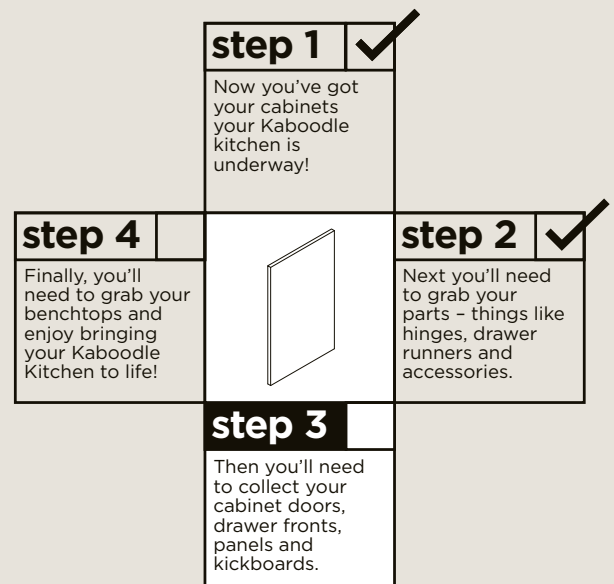 step 1
Now you've got
your cabinets
your Kaboodle
kitchen is
underway!
step 2
Next you'll need
to grab your
parts – things like
hinges, drawer
runners and
accessories.
step 3
Then you'll need
to collect your
cabinet doors,
drawer fronts,
panels and
kickboards.
step 4
Finally, you'll
need to grab your
benchtops and
enjoy bringing
your Kaboodle
Kitchen to life!